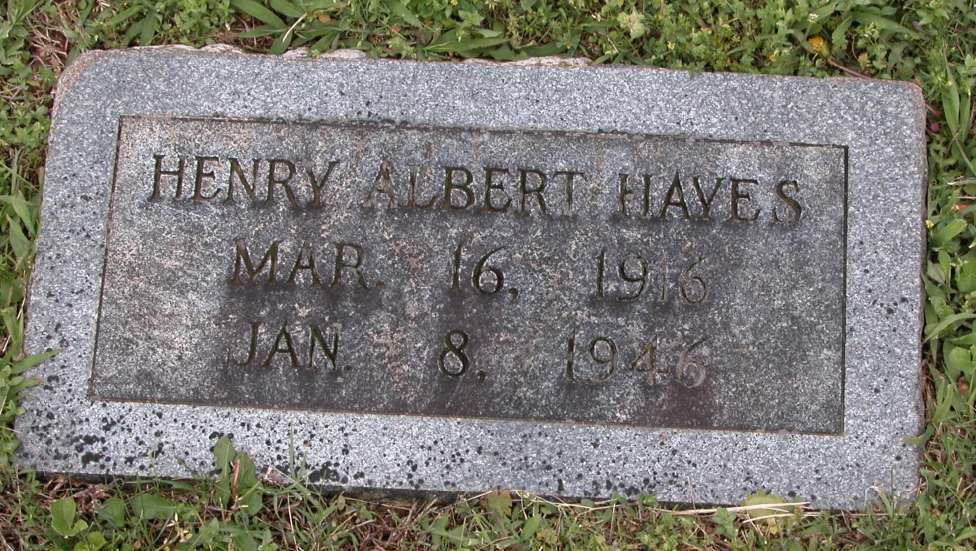 HENRY ALBERT HAYES
MAR. 16, 1916
JAN. 8, 1946